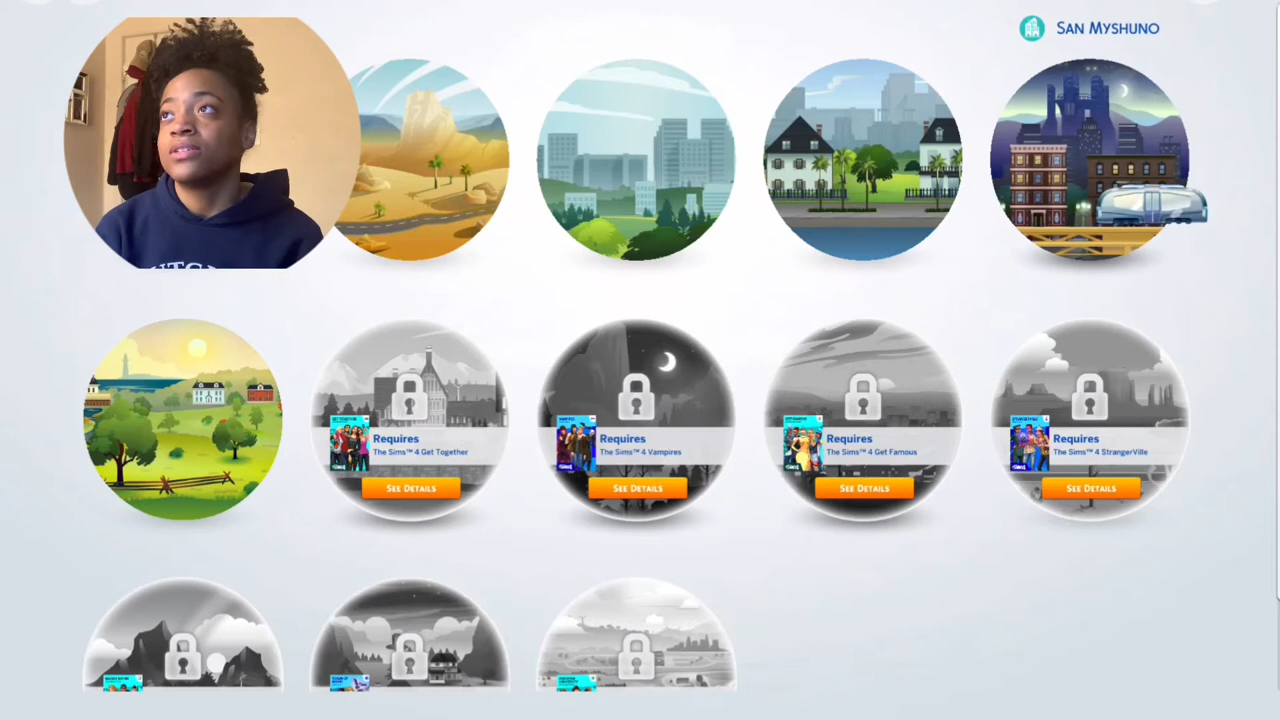 SAN MYSHUNO
Requires
The Sims™ 4 Get Together
SEE DETAILS
Requires
The Sims™ 4 Vampires
SEE DETAILS
Requires
The Sims™ 4 Get Famous
SEE DETAILS
Requires
The Sims™ 4 StrangerVille
SEE DETAILS